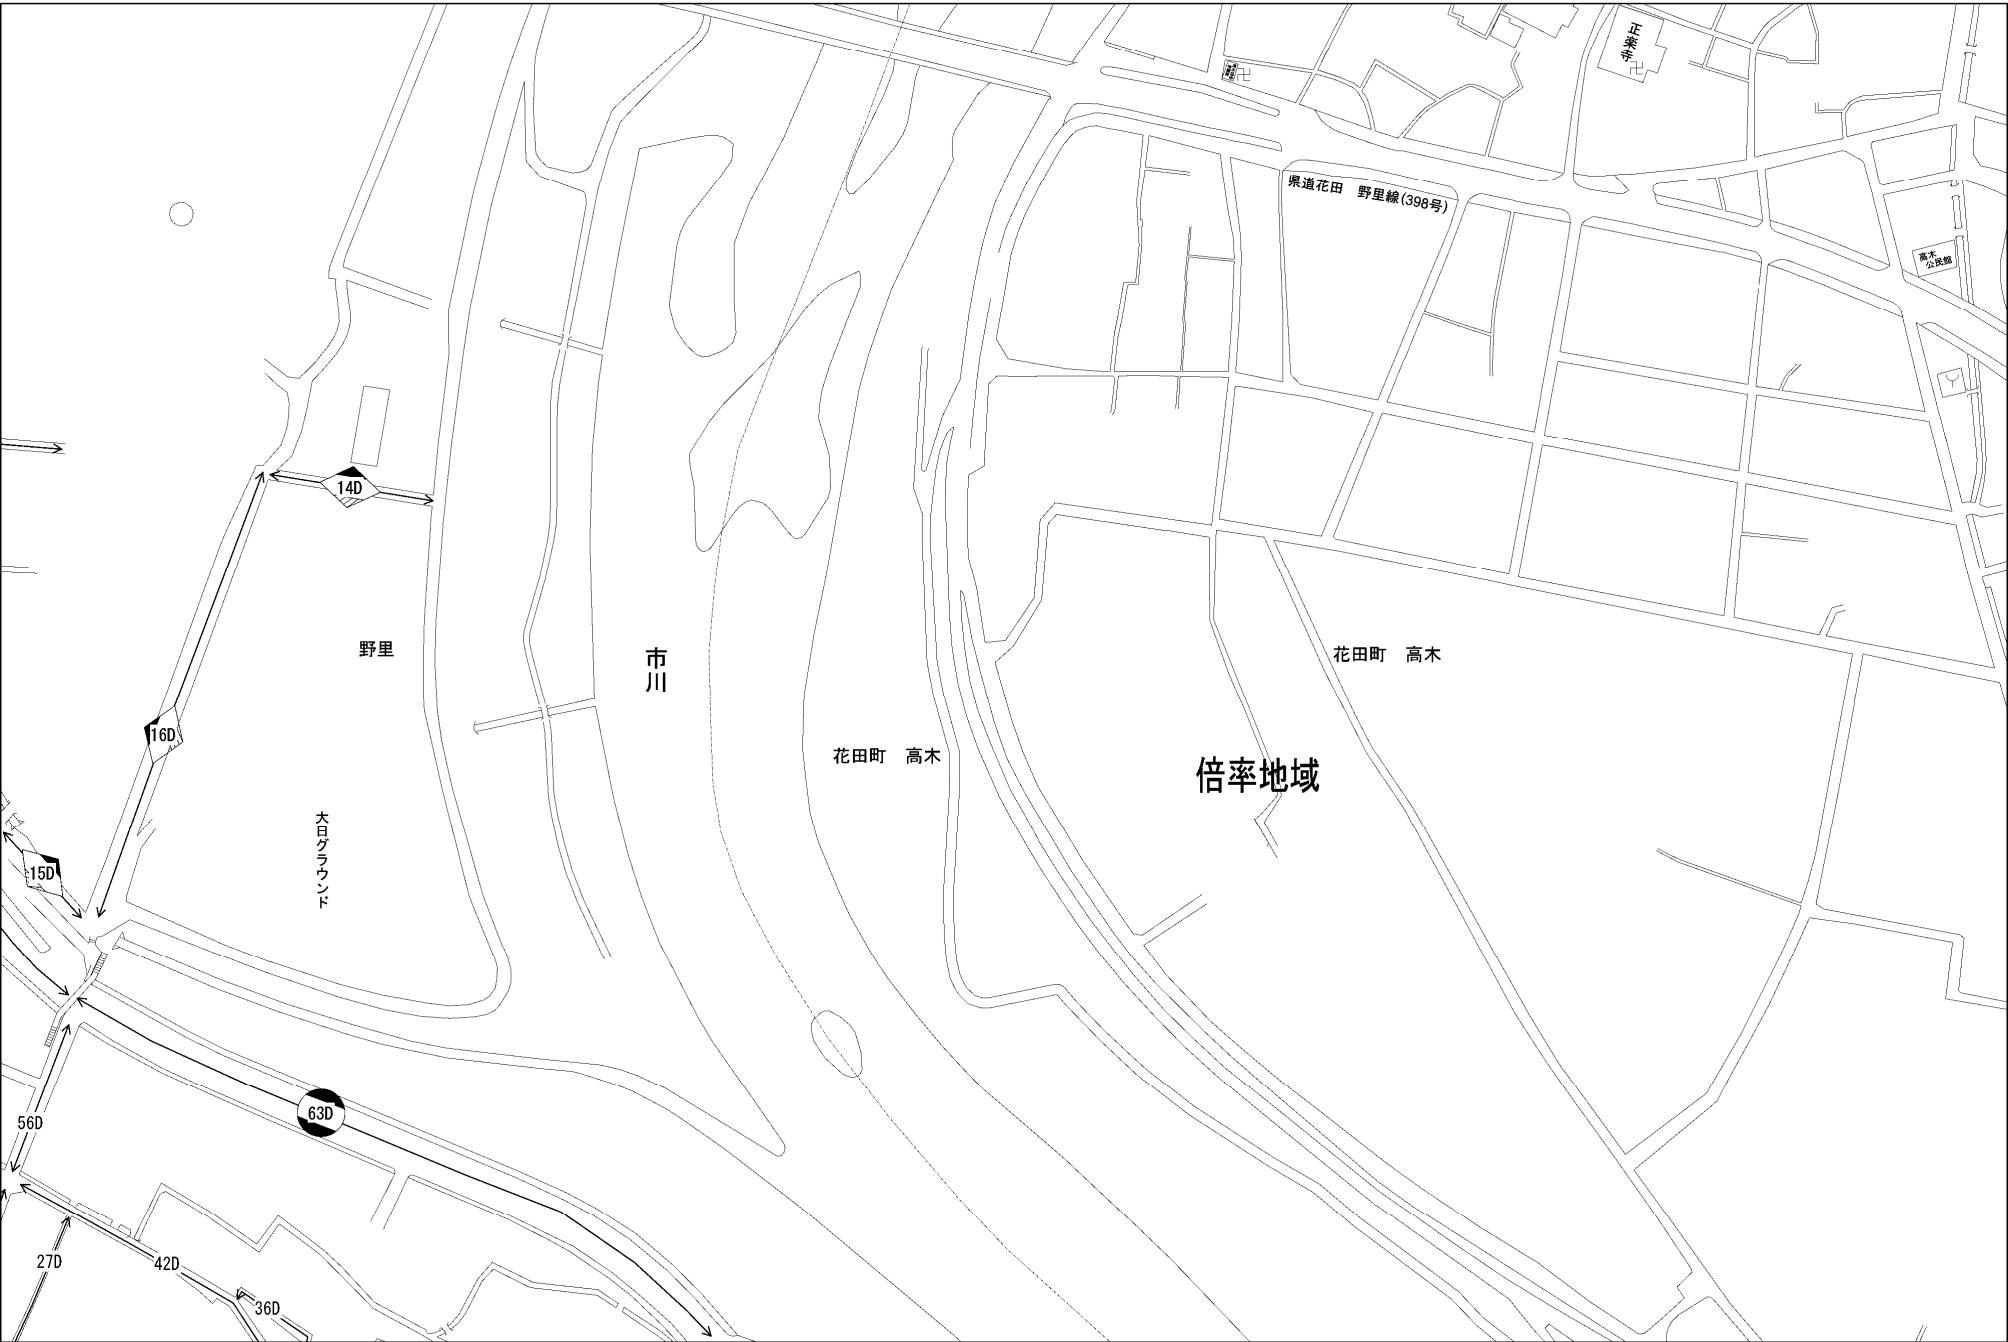 正楽寺
県道花田　野里線(398号)
高木
公民館
14D
野里
市川
花田町　高木
16D
花田町　高木
倍率地域
大日グラウンド
15D
63D
56D
27D
42D
36D